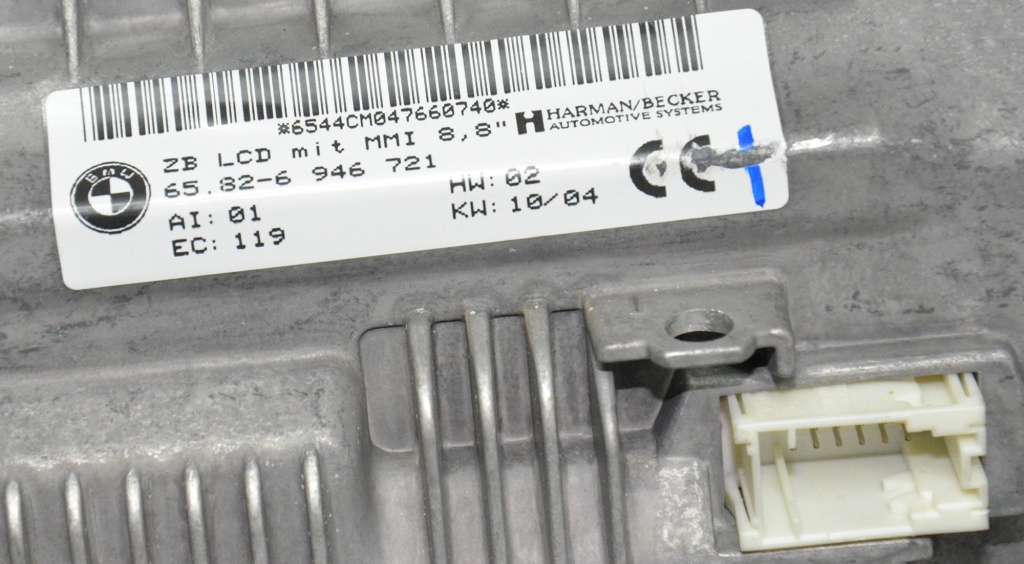 *6544CM047660740*
HARMAN/BECKER
AUTOMOTIVE SYSTEMS
ZB LCD mit MMI 8,8"
65.82-6 946 721
AI: 01
HW: 02
EC: 119
KW: 10/04
BMW
CE